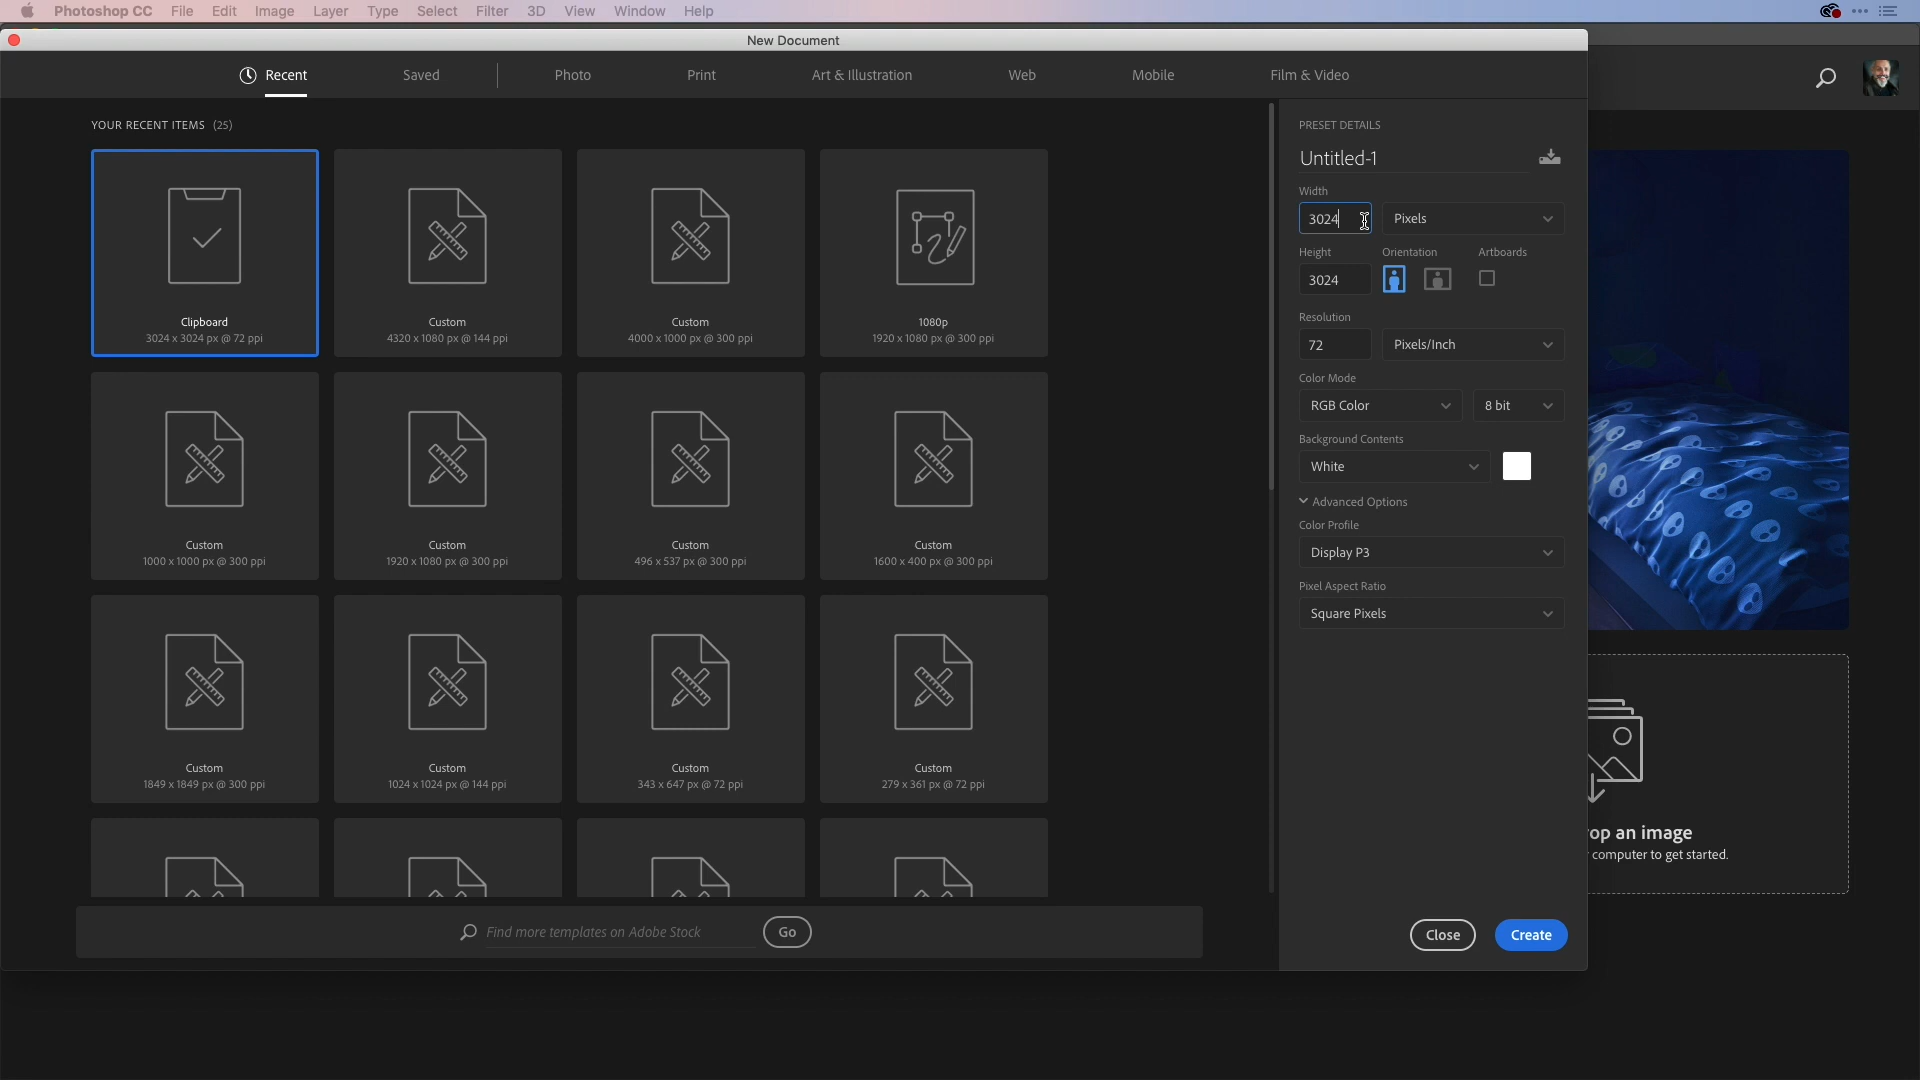 Photoshop CC File Edit Image Layer Type Select Filter 3D View Window Help
New Document
Recent Saved Photo Print Art & Illustration Web Mobile Film & Video
YOUR RECENT ITEMS (25)
Clipboard
3024 x 3024 px @ 72 ppi
Custom
4320 x 1080 px @ 144 ppi
Custom
4000 x 1000 px @ 300 ppi
1080p
1920 x 1080 px @ 300 ppi
Custom
1000 x 1000 px @ 300 ppi
Custom
1920 x 1080 px @ 300 ppi
Custom
496 x 537 px @ 300 ppi
Custom
1600 x 400 px @ 300 ppi
Custom
1849 x 1849 px @ 300 ppi
Custom
1024 x 1024 px @ 144 ppi
Custom
343 x 647 px @ 72 ppi
Custom
279 x 361 px @ 72 ppi
Find more templates on Adobe Stock Go
PRESET DETAILS
Untitled-1
Width
3024 Pixels
Height Orientation Artboards
3024
Resolution
72 Pixels/Inch
Color Mode
RGB Color 8 bit
Background Contents
White
Advanced Options
Color Profile
Display P3
Pixel Aspect Ratio
Square Pixels
Close Create
op an image
computer to get started.